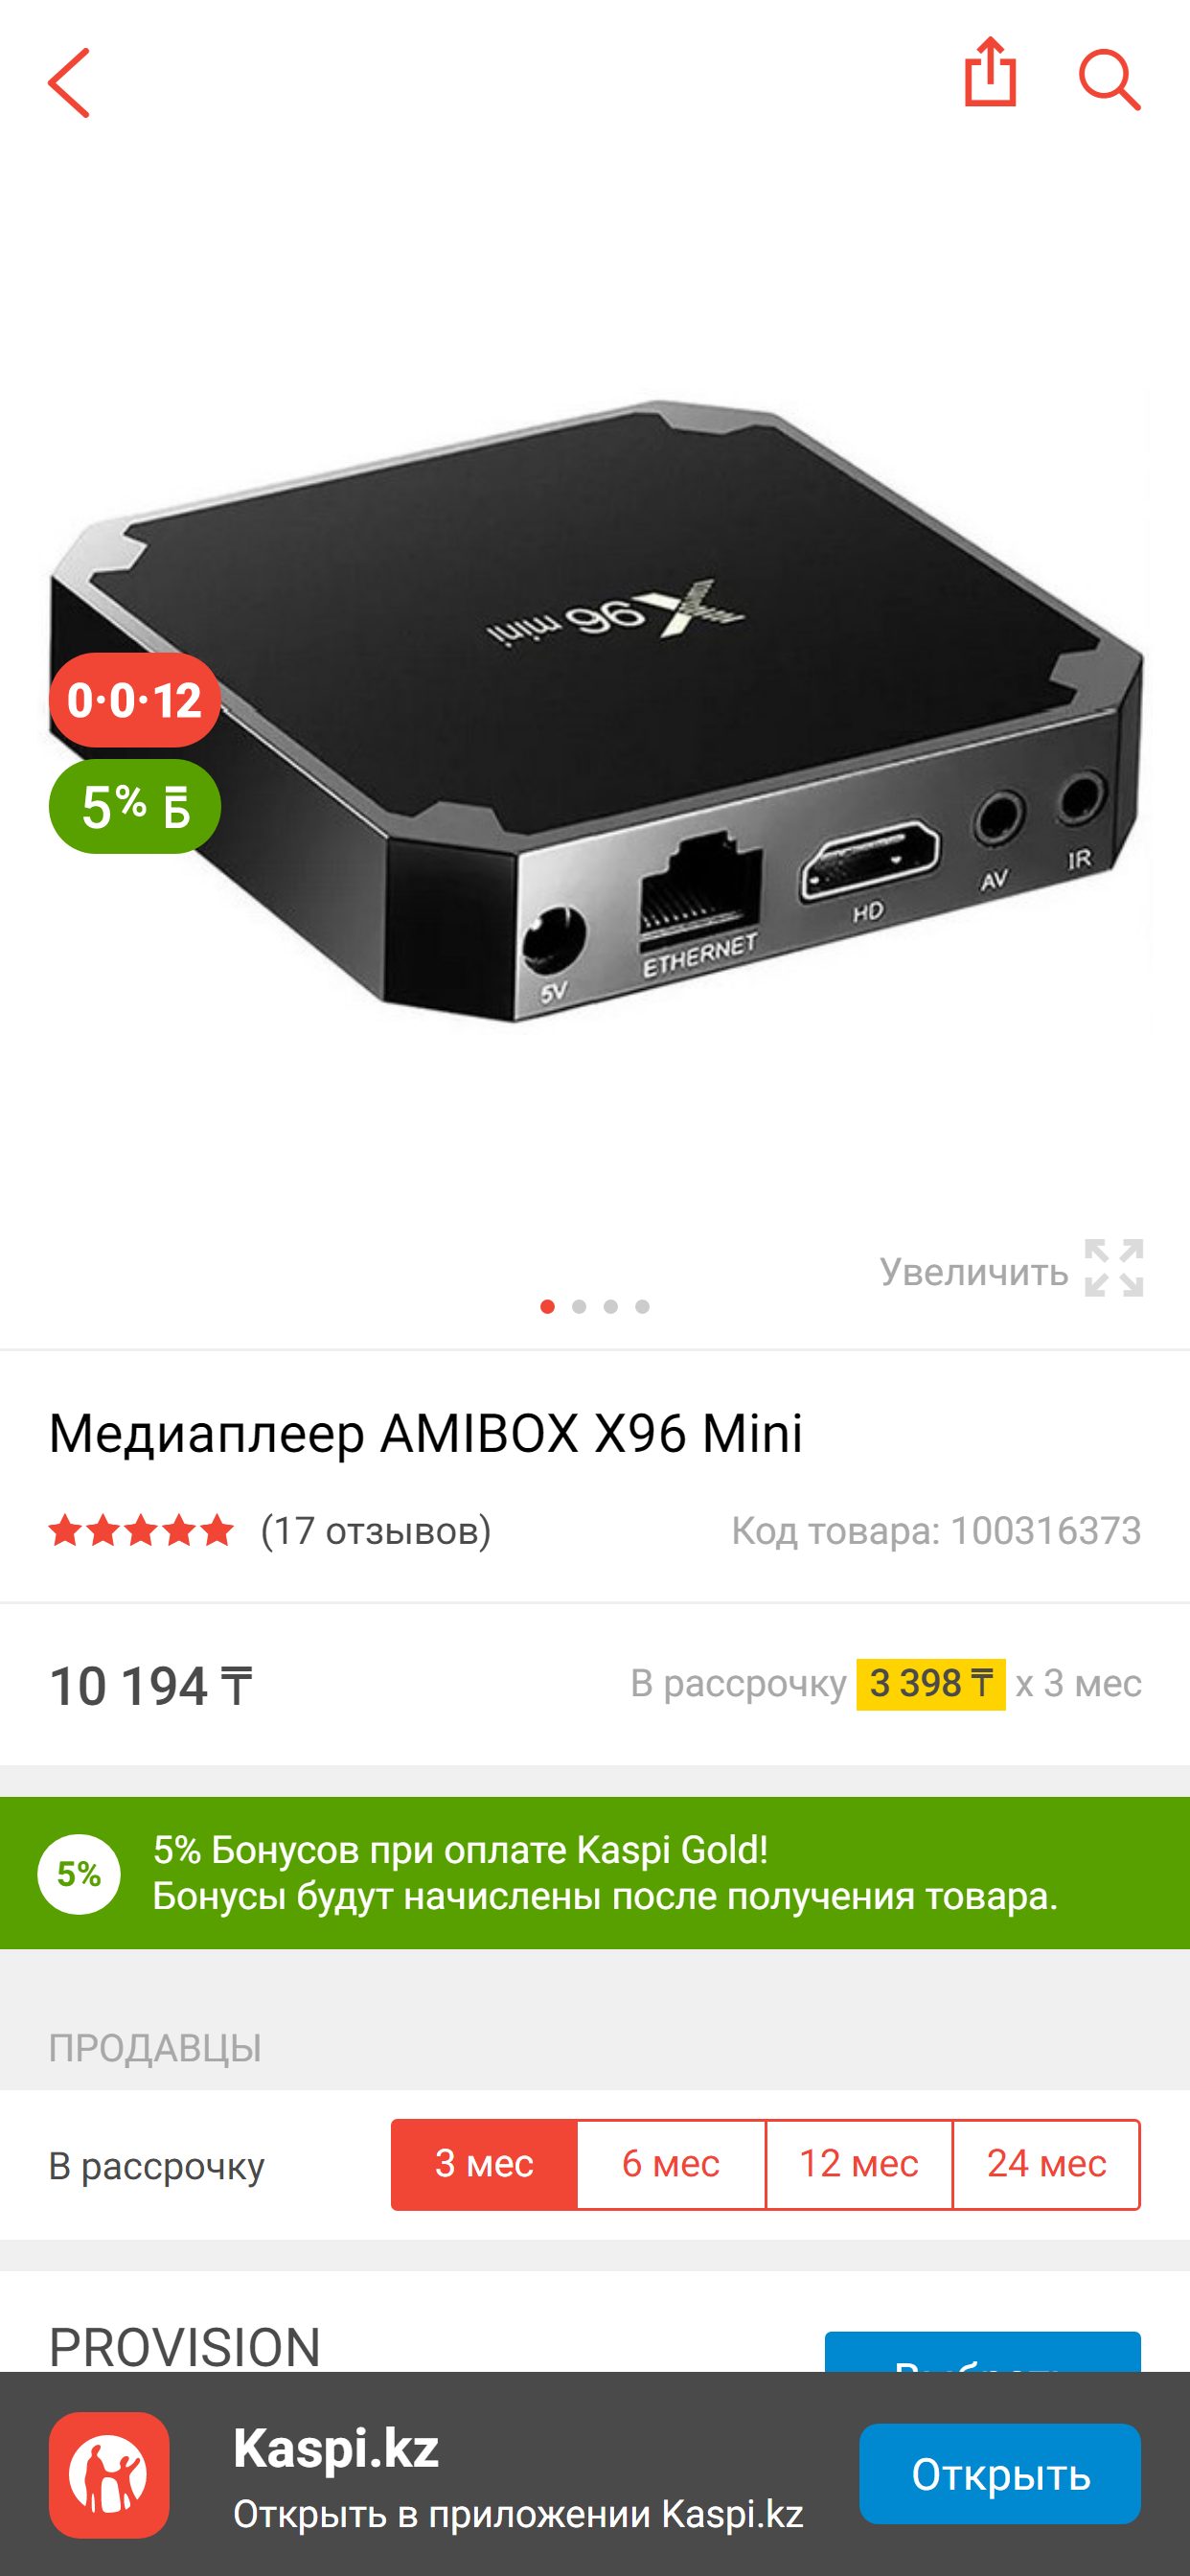 X96 mini
0·0·12
5% Б
5V
ETHERNET
HD
AV
IR
Увеличить
Медиаплеер AMIBOX X96 Mini
(17 отзывов)
Код товара: 100316373
10 194 ₸
В рассрочку 3 398 ₸ x 3 мес
5%
5% Бонусов при оплате Kaspi Gold!
Бонусы будут начислены после получения товара.
ПРОДАВЦЫ
В рассрочку
3 мес
6 мес
12 мес
24 мес
PROVISION
Выбрать
Kaspi.kz
Открыть в приложении Kaspi.kz
Открыть